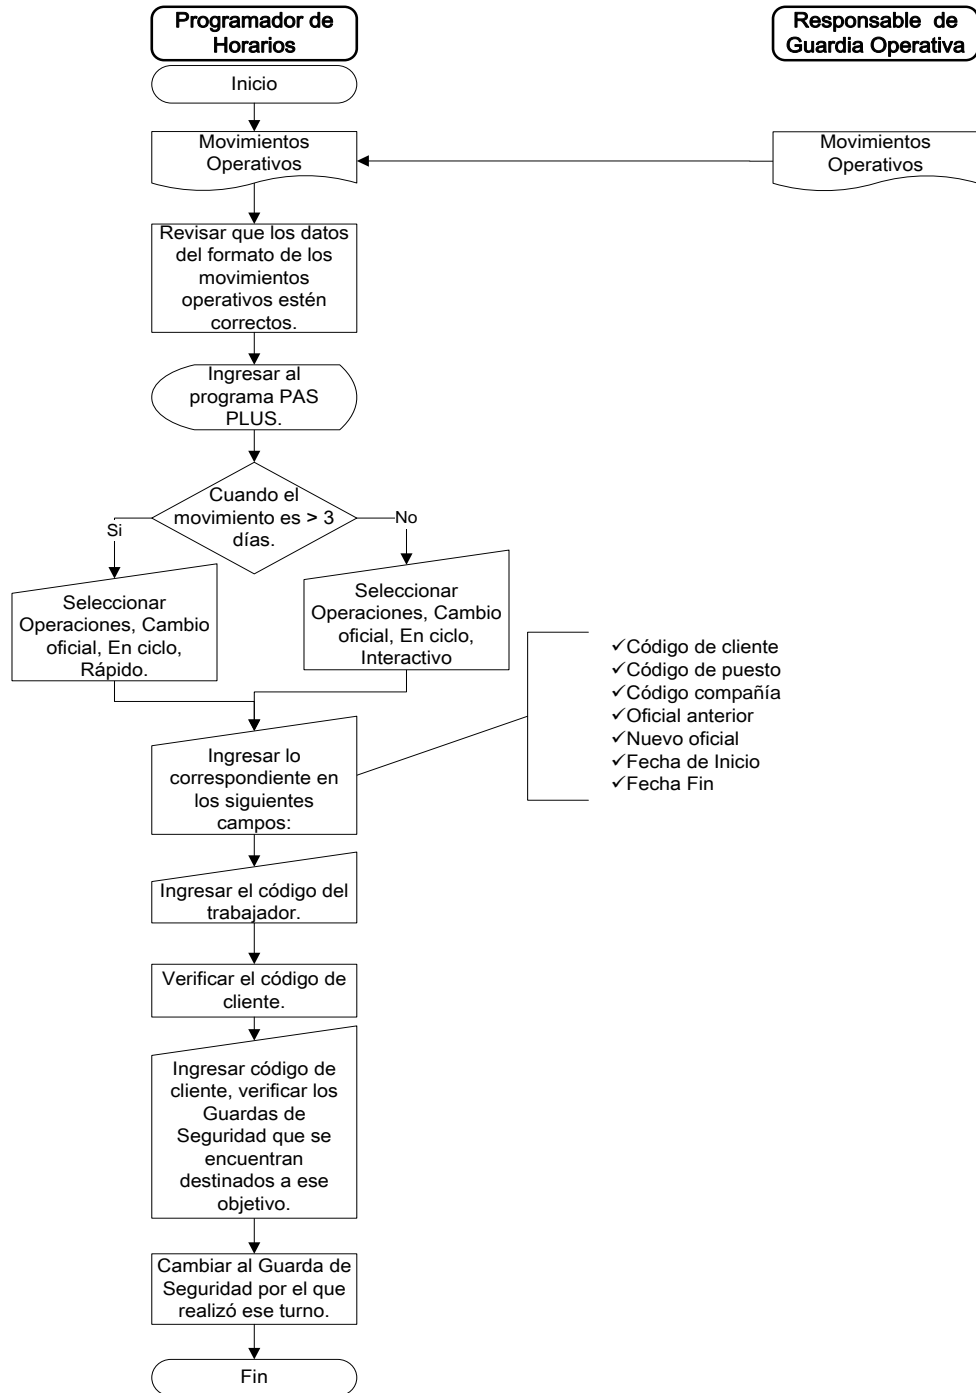 Programador de
Horarios
Responsable de
Guardia Operativa
Inicio
Movimientos
Operativos
Movimientos
Operativos
Revisar que los datos
del formato de los
movimientos
operativos estén
correctos.
Ingresar al
programa PAS
PLUS.
Cuando el
movimiento es > 3
días.
Si
No
Seleccionar
Operaciones, Cambio
oficial, En ciclo,
Rápido.
Seleccionar
Operaciones, Cambio
oficial, En ciclo,
Interactivo
Ingresar lo
correspondiente en
los siguientes
campos:
✓Código de cliente
✓Código de puesto
✓Código compañía
✓Oficial anterior
✓Nuevo oficial
✓Fecha de Inicio
✓Fecha Fin
Ingresar el código del
trabajador.
Verificar el código de
cliente.
Ingresar código de
cliente, verificar los
Guardas de
Seguridad que se
encuentran
destinados a ese
objetivo.
Cambiar al Guarda de
Seguridad por el que
realizó ese turno.
Fin